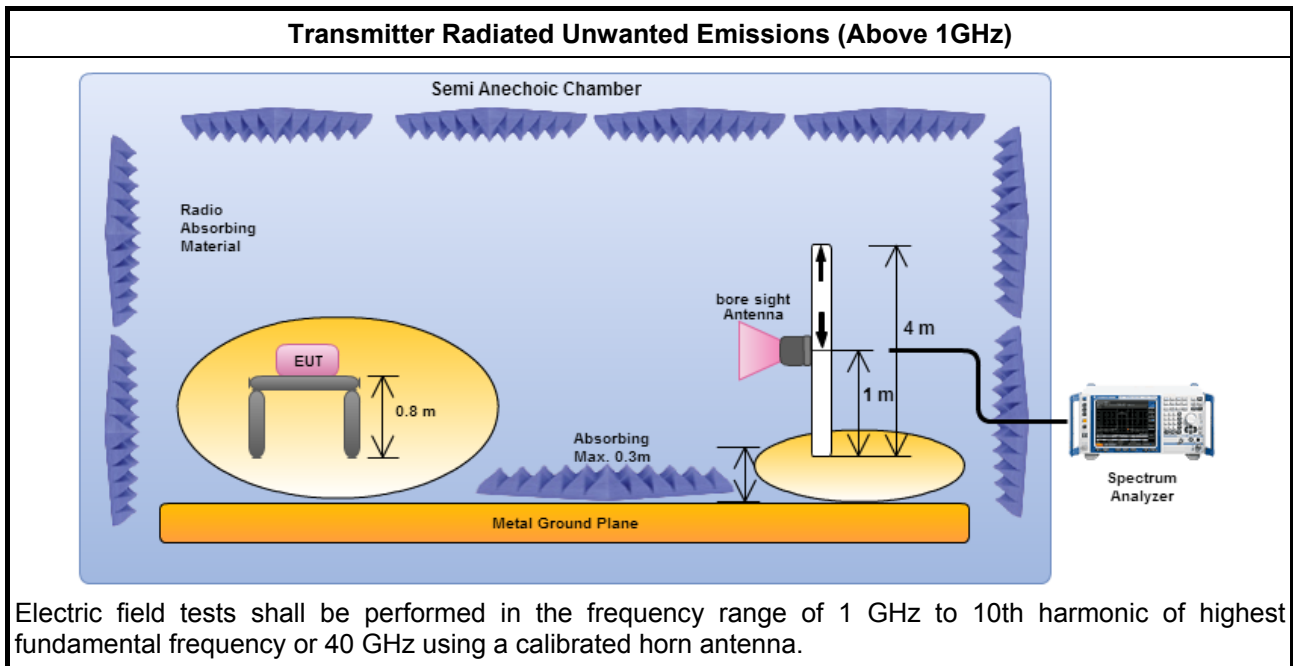 Transmitter Radiated Unwanted Emissions (Above 1GHz)
Semi Anechoic Chamber
Radio
Absorbing
Material
bore sight
Antenna
4 m
EUT
1 m
0.8 m
Absorbing
Max. 0.3m
Spectrum
Analyzer
Metal Ground Plane
Electric field tests shall be performed in the frequency range of 1 GHz to 10th harmonic of highest
fundamental frequency or 40 GHz using a calibrated horn antenna.